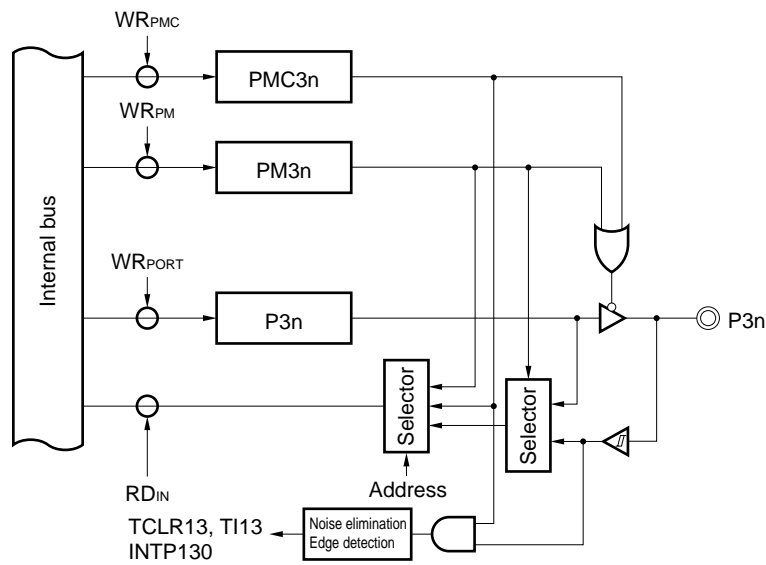 WRPMC
PMC3n
WRPM
PM3n
Internal bus
WRPORT
P3n
P3n
Selector
Selector
RDIN
Address
TCLR13, TI13
INTP130
Noise elimination
Edge detection